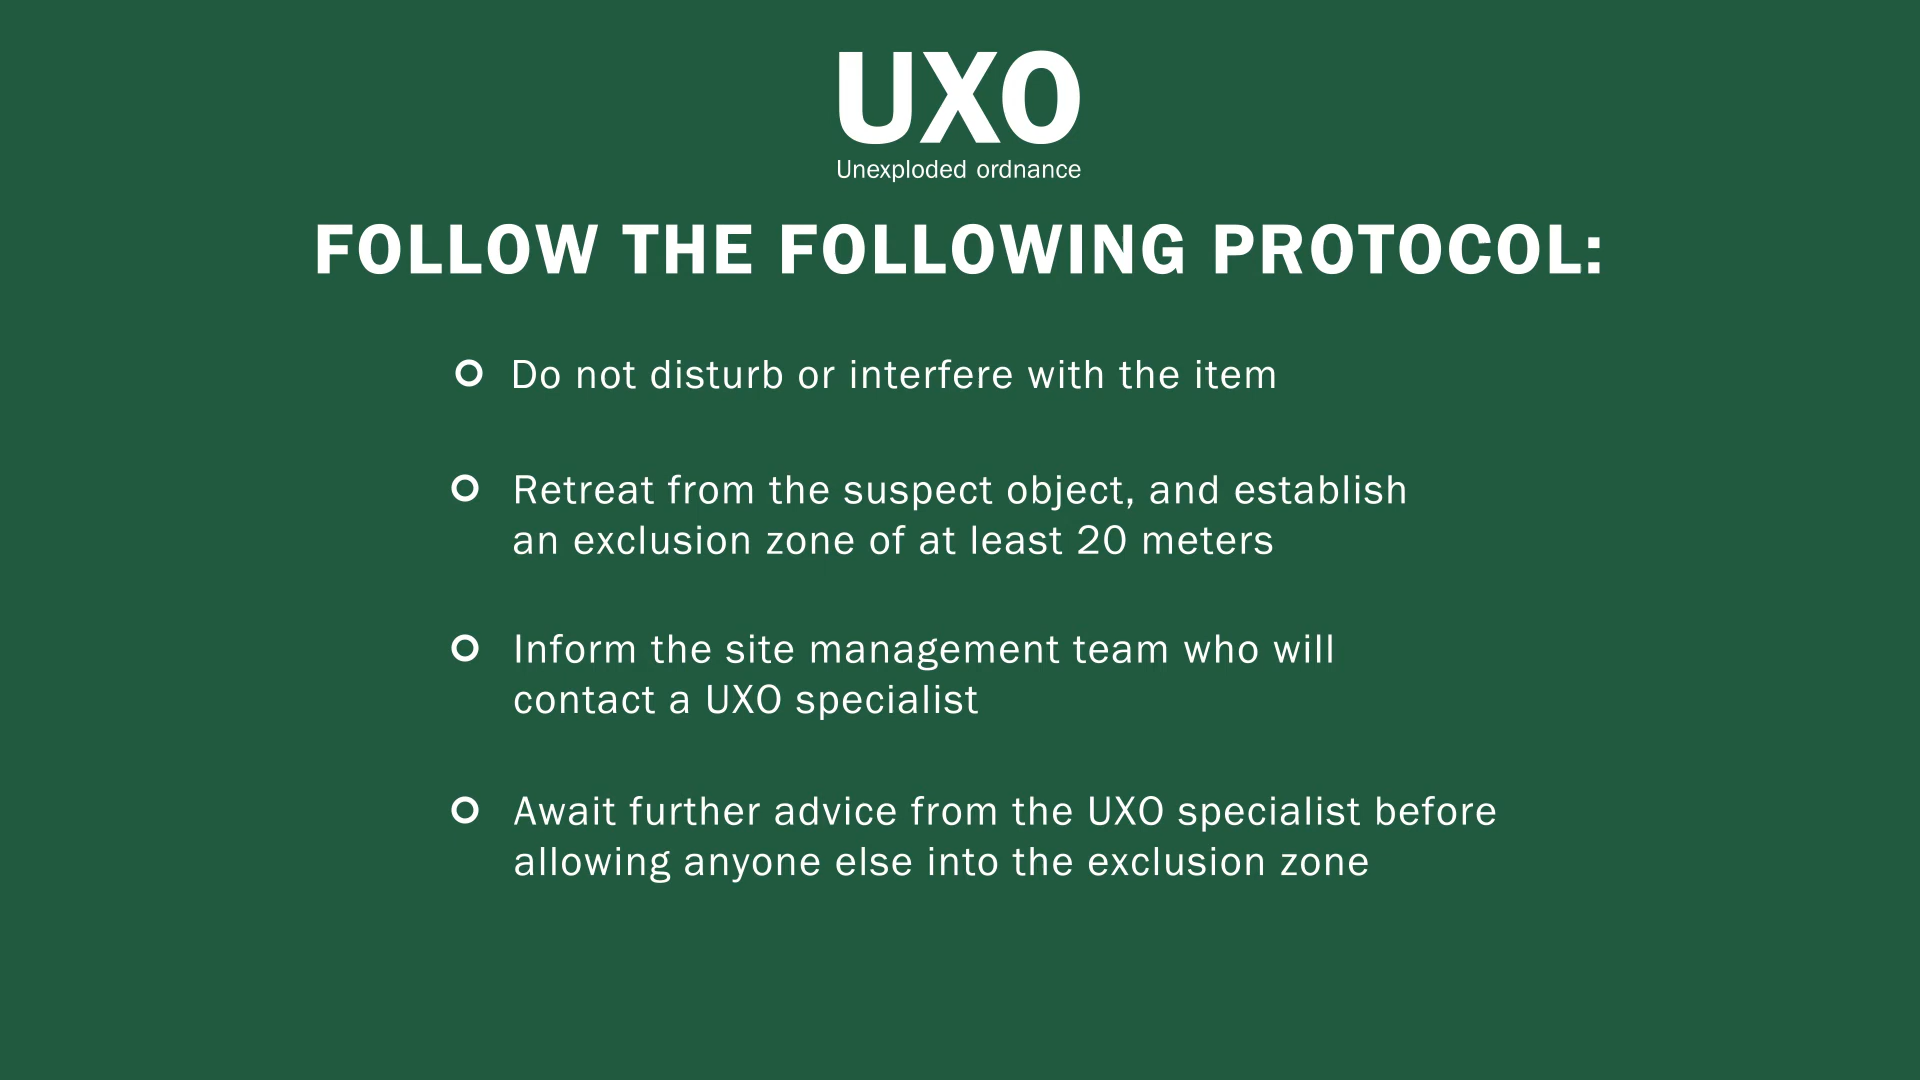 UXO
Unexploded ordnance
FOLLOW THE FOLLOWING PROTOCOL:
Do not disturb or interfere with the item
Retreat from the suspect object, and establish
an exclusion zone of at least 20 meters
Inform the site management team who will
contact a UXO specialist
Await further advice from the UXO specialist before
allowing anyone else into the exclusion zone